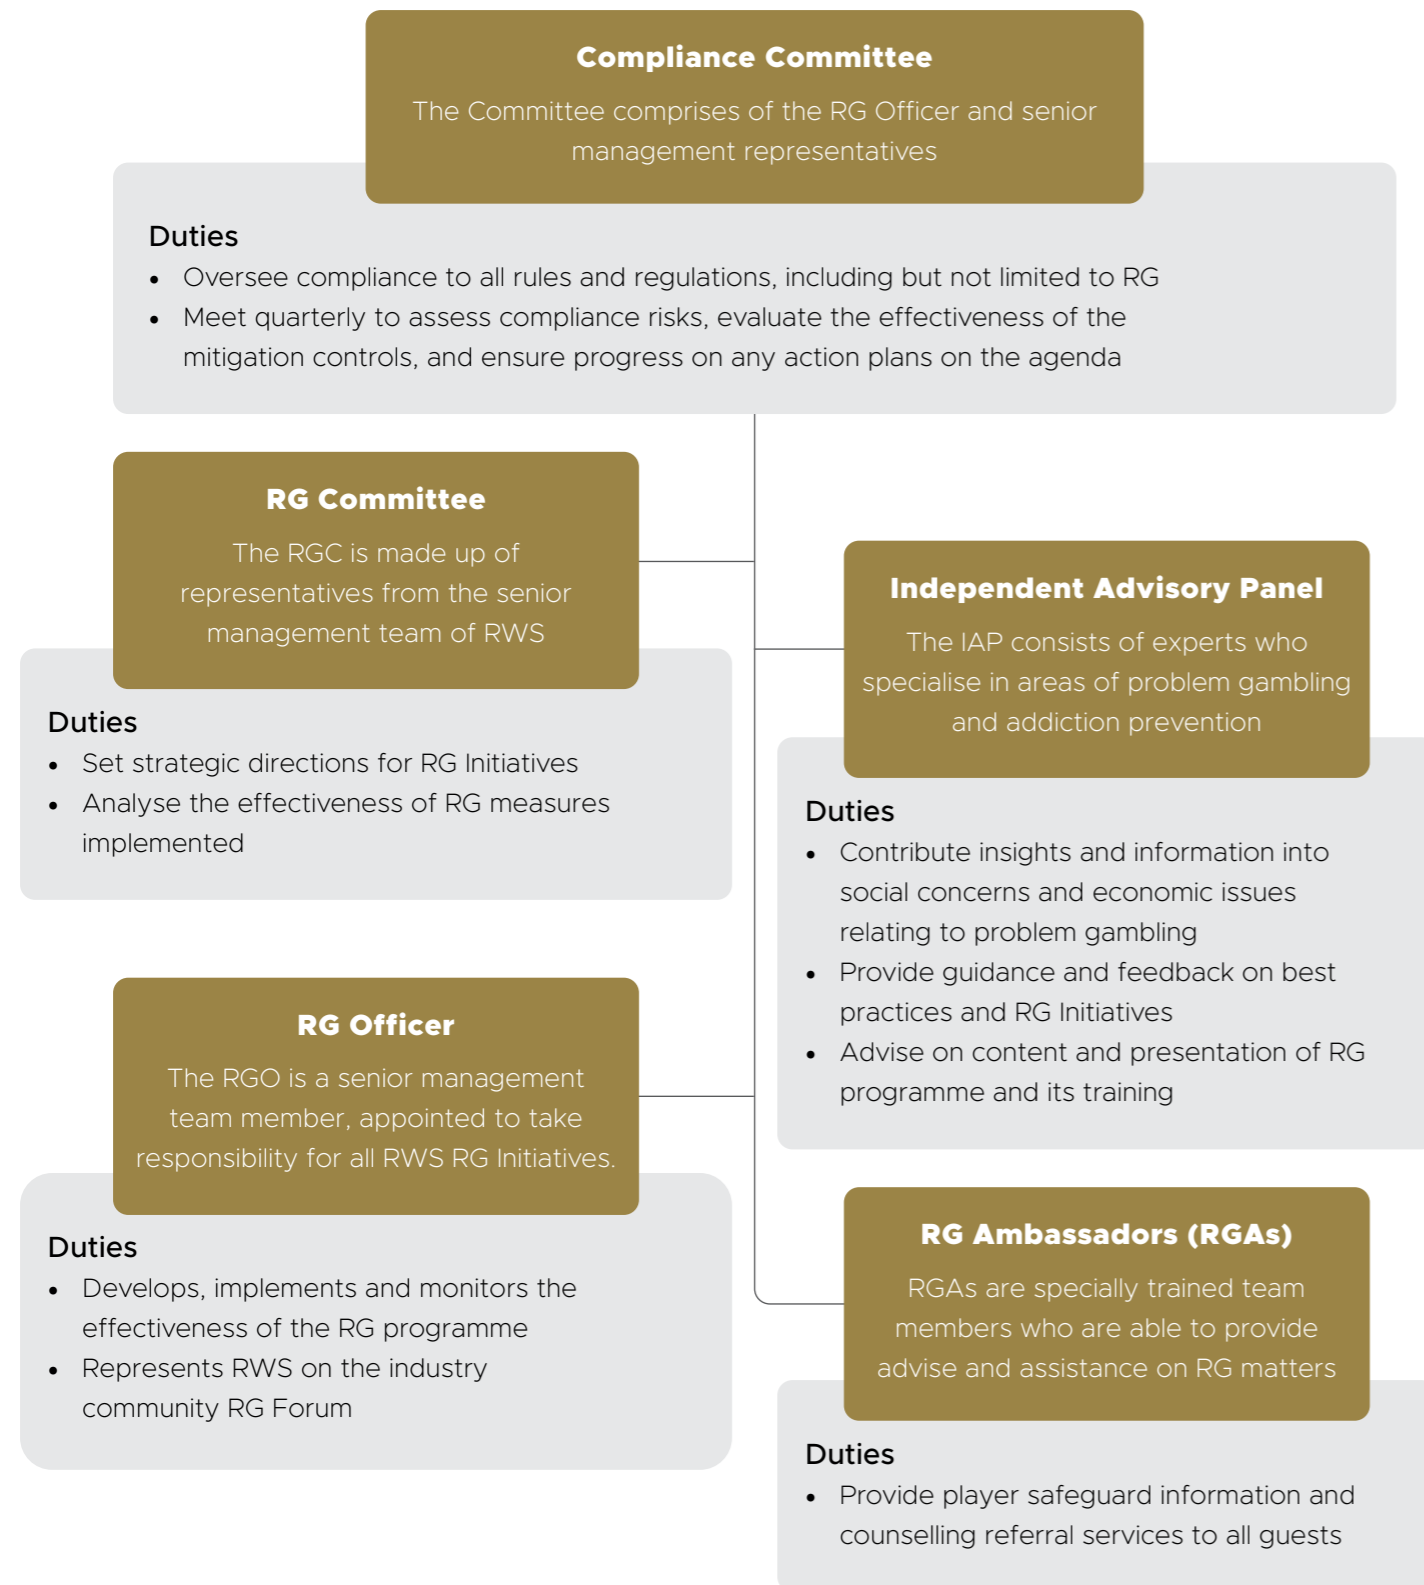 Compliance Committee
The Committee comprises of the RG Officer and senior
management representatives
Duties
• Oversee compliance to all rules and regulations, including but not limited to RG
• Meet quarterly to assess compliance risks, evaluate the effectiveness of the
mitigation controls, and ensure progress on any action plans on the agenda
RG Committee
The RGC is made up of
representatives from the senior
management team of RWS
Duties
• Set strategic directions for RG Initiatives
• Analyse the effectiveness of RG measures
implemented
Independent Advisory Panel
The IAP consists of experts who
specialise in areas of problem gambling
and addiction prevention
Duties
• Contribute insights and information into
social concerns and economic issues
relating to problem gambling
• Provide guidance and feedback on best
practices and RG Initiatives
• Advise on content and presentation of RG
programme and its training
RG Officer
The RGO is a senior management
team member, appointed to take
responsibility for all RWS RG Initiatives.
Duties
• Develops, implements and monitors the
effectiveness of the RG programme
• Represents RWS on the industry
community RG Forum
RG Ambassadors (RGAs)
RGAs are specially trained team
members who are able to provide
advise and assistance on RG matters
Duties
• Provide player safeguard information and
counselling referral services to all guests